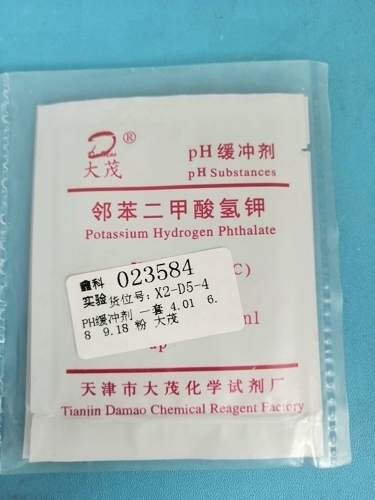 大茂®
pH缓冲剂
pH Substances
邻苯二甲酸氢钾
Potassium Hydrogen Phthalate
C)
ml
鑫科 023584
实验 货位号: X2-D5-4
PH缓冲剂 一套 4.01 6.
8 9.18 粉 大茂
天津市大茂化学试剂厂
Tianjin Damao Chemical Reagent Factory